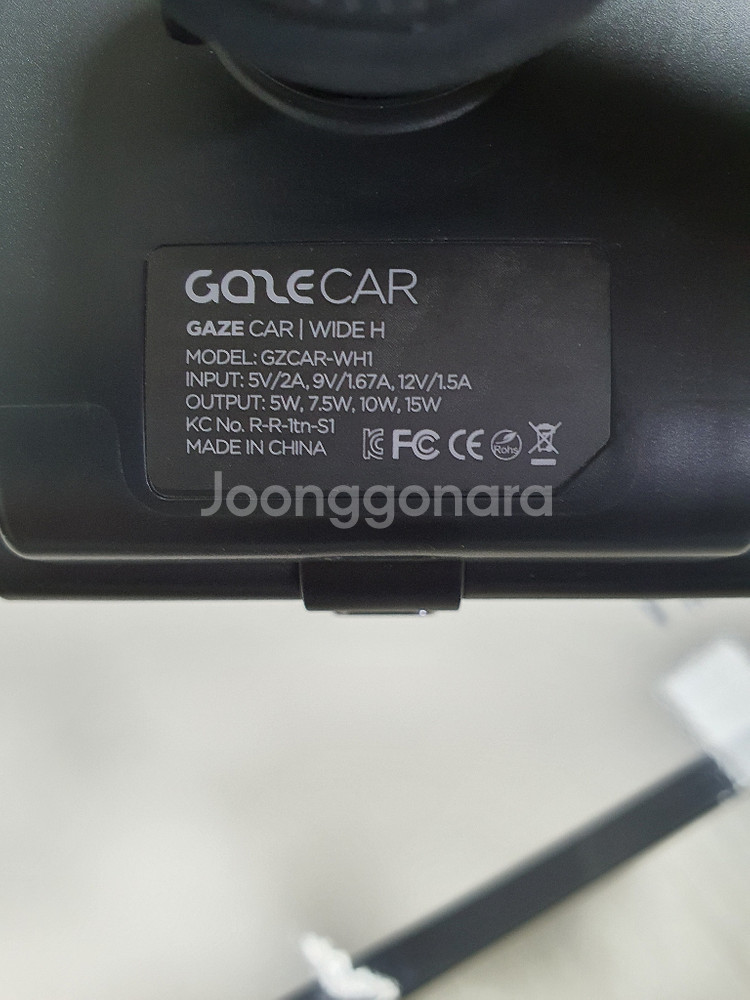 GAZECAR
GAZE CAR | WIDE H
MODEL: GZCAR-WH1
INPUT: 5V/2A, 9V/1.67A, 12V/1.5A
OUTPUT: 5W, 7.5W, 10W, 15W
KC No. R-R-1tn-S1
MADE IN CHINA
FC CE Rohs
Joonggonara